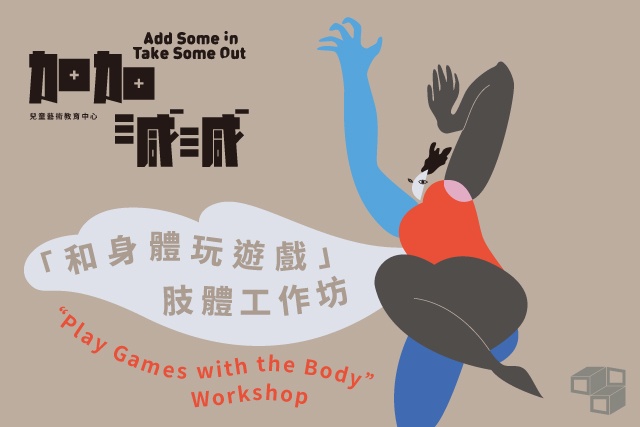 Add Some in
Take Some Out
加加
兒童藝術教育中心
減減
「和身體玩遊戲」
肢體工作坊
“Play Games with the Body”
Workshop